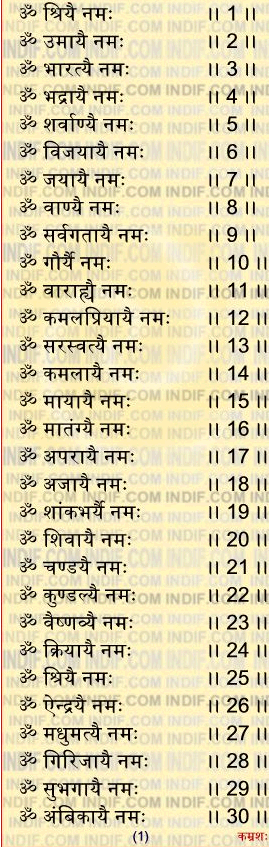 ॐ श्रियै नमः ।। 1 ।।
ॐ उमायै नमः ।। 2 ।।
ॐ भारत्यै नमः ।। 3 ।।
ॐ भद्रायै नमः ।। 4 ।।
ॐ शर्वाण्यै नमः ।। 5 ।।
ॐ विजयायै नमः ।। 6 ।।
ॐ जयायै नमः ।। 7 ।।
ॐ वाण्यै नमः ।। 8 ।।
ॐ सर्वगतायै नमः ।। 9 ।।
ॐ गौर्यै नमः ।। 10 ।।
ॐ वाराह्यै नमः ।। 11 ।।
ॐ कमलप्रियायै नमः ।। 12 ।।
ॐ सरस्वत्यै नमः ।। 13 ।।
ॐ कमलायै नमः ।। 14 ।।
ॐ मायायै नमः ।। 15 ।।
ॐ मातंग्यै नमः ।। 16 ।।
ॐ अपरायै नमः ।। 17 ।।
ॐ अजायै नमः ।। 18 ।।
ॐ शांकभर्यै नमः ।। 19 ।।
ॐ शिवायै नमः ।। 20 ।।
ॐ चण्डयै नमः ।। 21 ।।
ॐ कुण्डल्यै नमः ।। 22 ।।
ॐ वैष्णव्यै नमः ।। 23 ।।
ॐ क्रियायै नमः ।। 24 ।।
ॐ श्रियै नमः ।। 25 ।।
ॐ ऐन्द्रयै नमः ।। 26 ।।
ॐ मधुमत्यै नमः ।। 27 ।।
ॐ गिरिजायै नमः ।। 28 ।।
ॐ सुभगायै नमः ।। 29 ।।
ॐ अंबिकायै नमः ।। 30 ।।
(1) कम्रशः